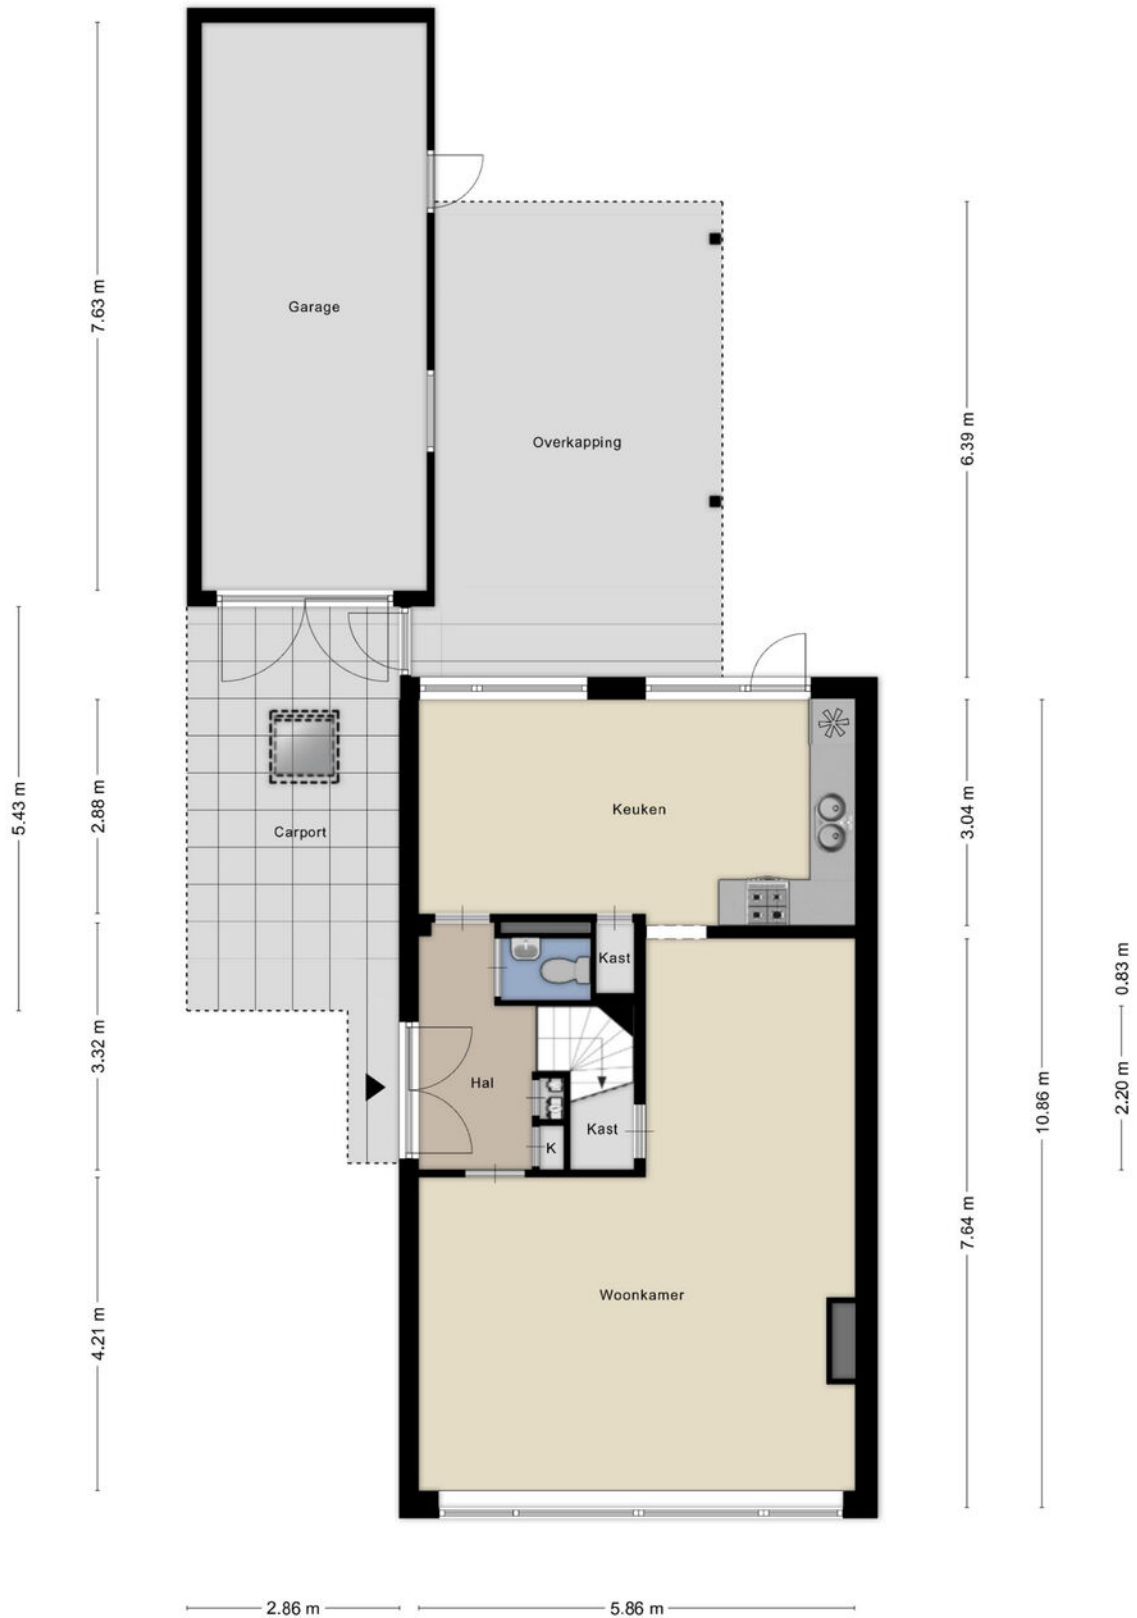 7.63 m
Garage
6.39 m
Overkapping
5.43 m
2.88 m
3.04 m
Keuken
Carport
Kast
0.83 m
3.32 m
Hal
10.86 m
2.20 m
Kast
K
7.64 m
Woonkamer
4.21 m
2.86 m
5.86 m